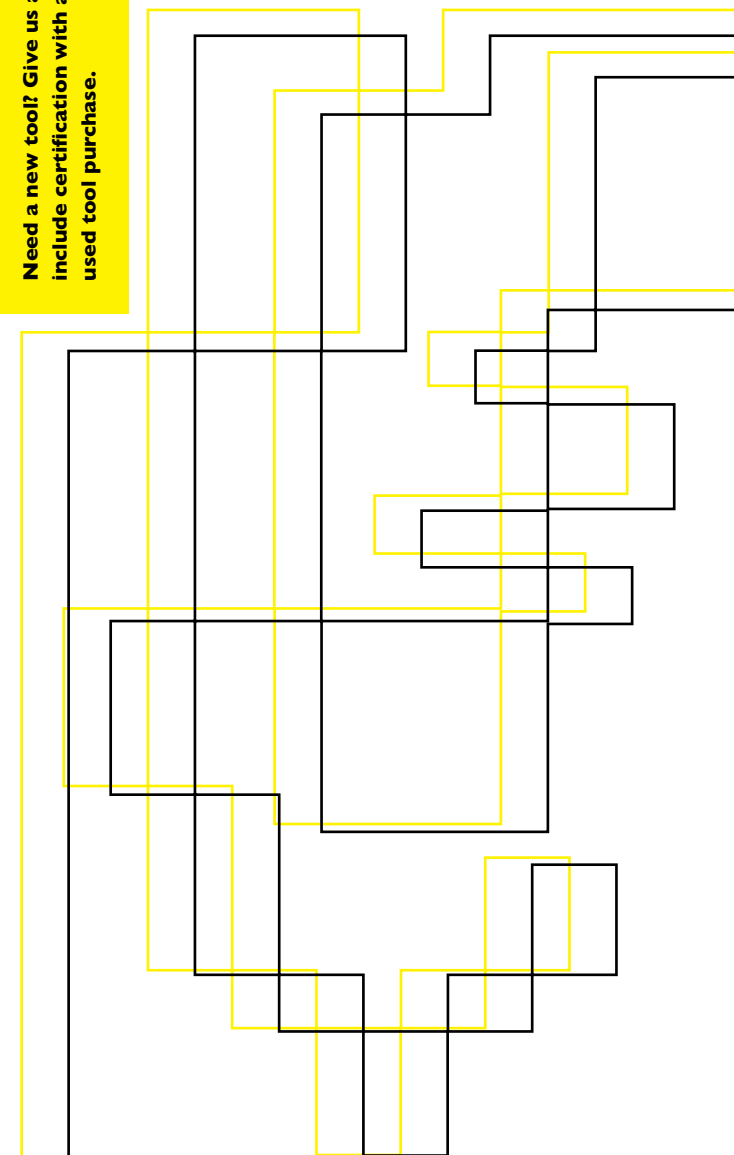 Need a new tool? Give us a
include certification with a
used tool purchase.